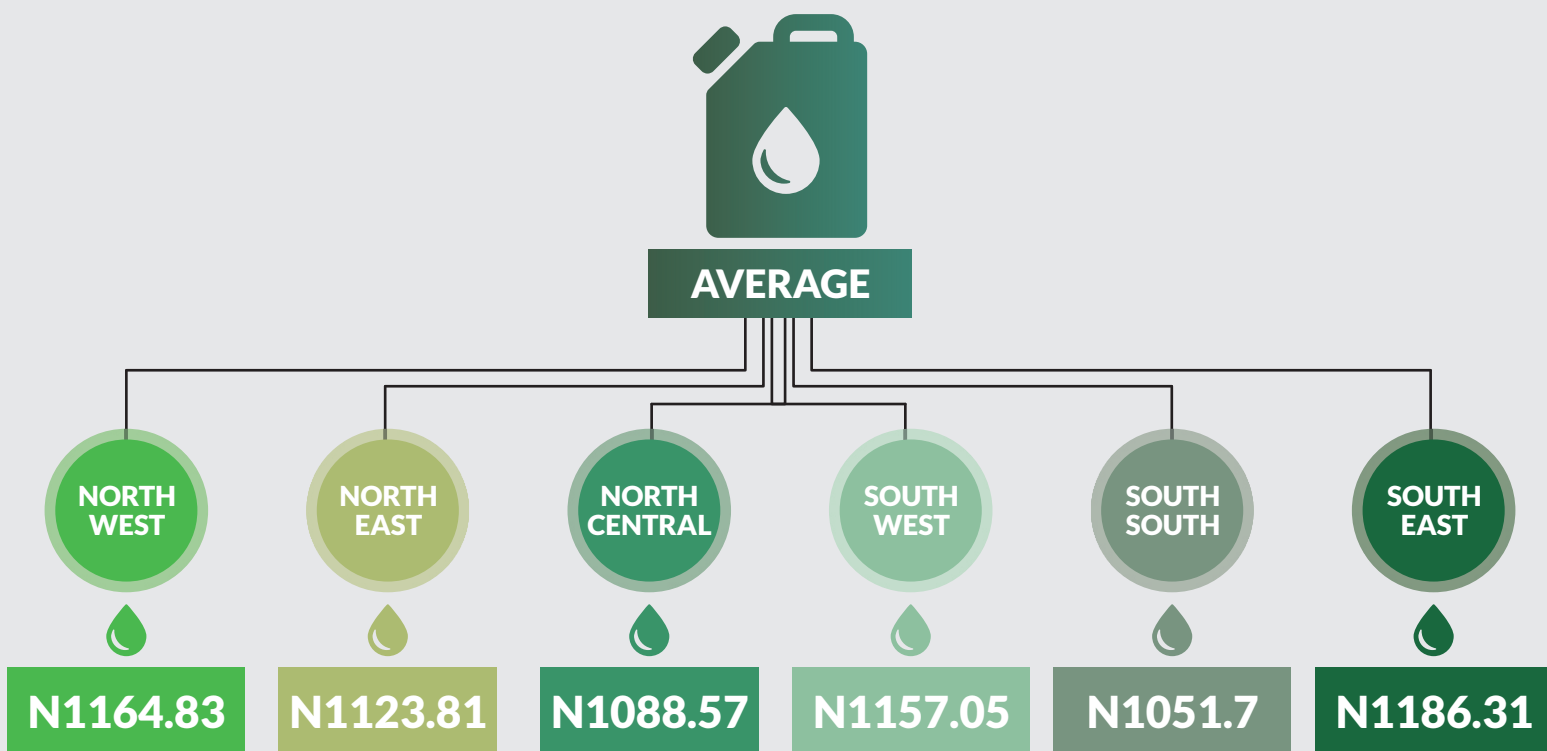 AVERAGE
NORTH
WEST
NORTH
EAST
NORTH
CENTRAL
SOUTH
WEST
SOUTH
SOUTH
SOUTH
EAST
N1164.83
N1123.81
N1088.57
N1157.05
N1051.7
N1186.31